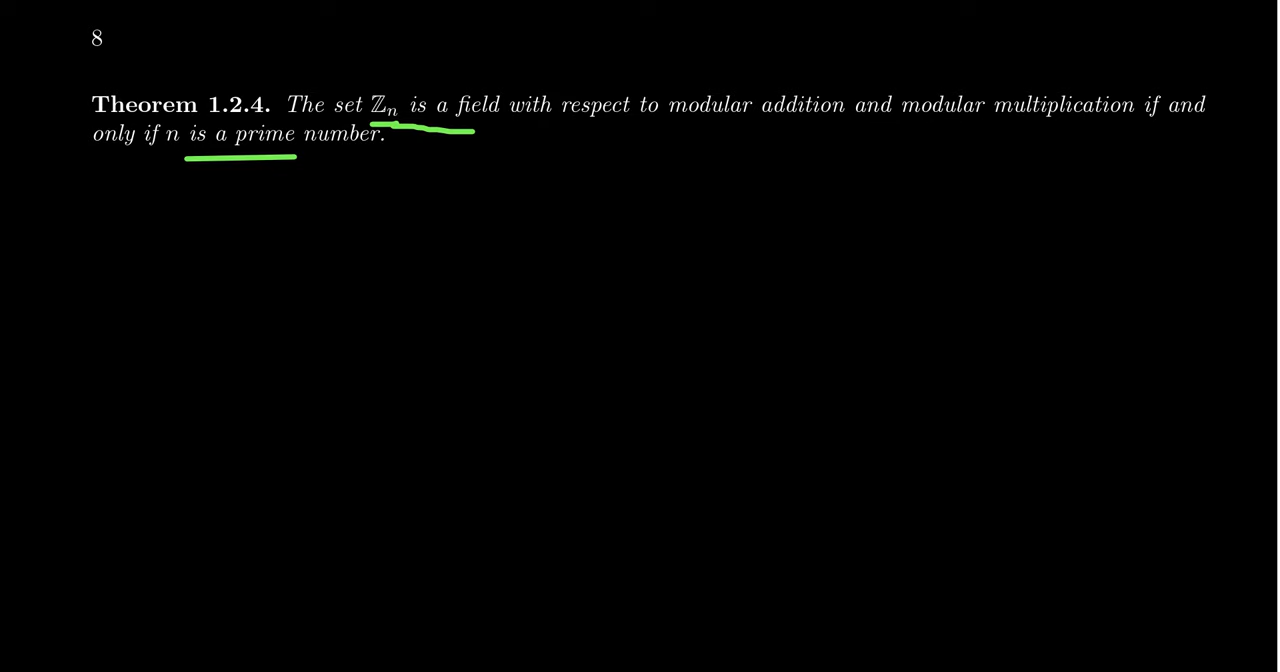 8
Theorem 1.2.4. The set ℤₙ is a field with respect to modular addition and modular multiplication if and
only if n is a prime number.